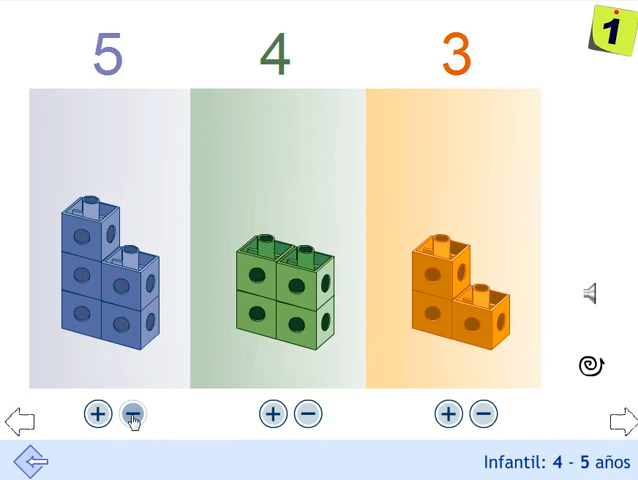 1
5 4 3
+ − + − + −
Infantil: 4 - 5 años